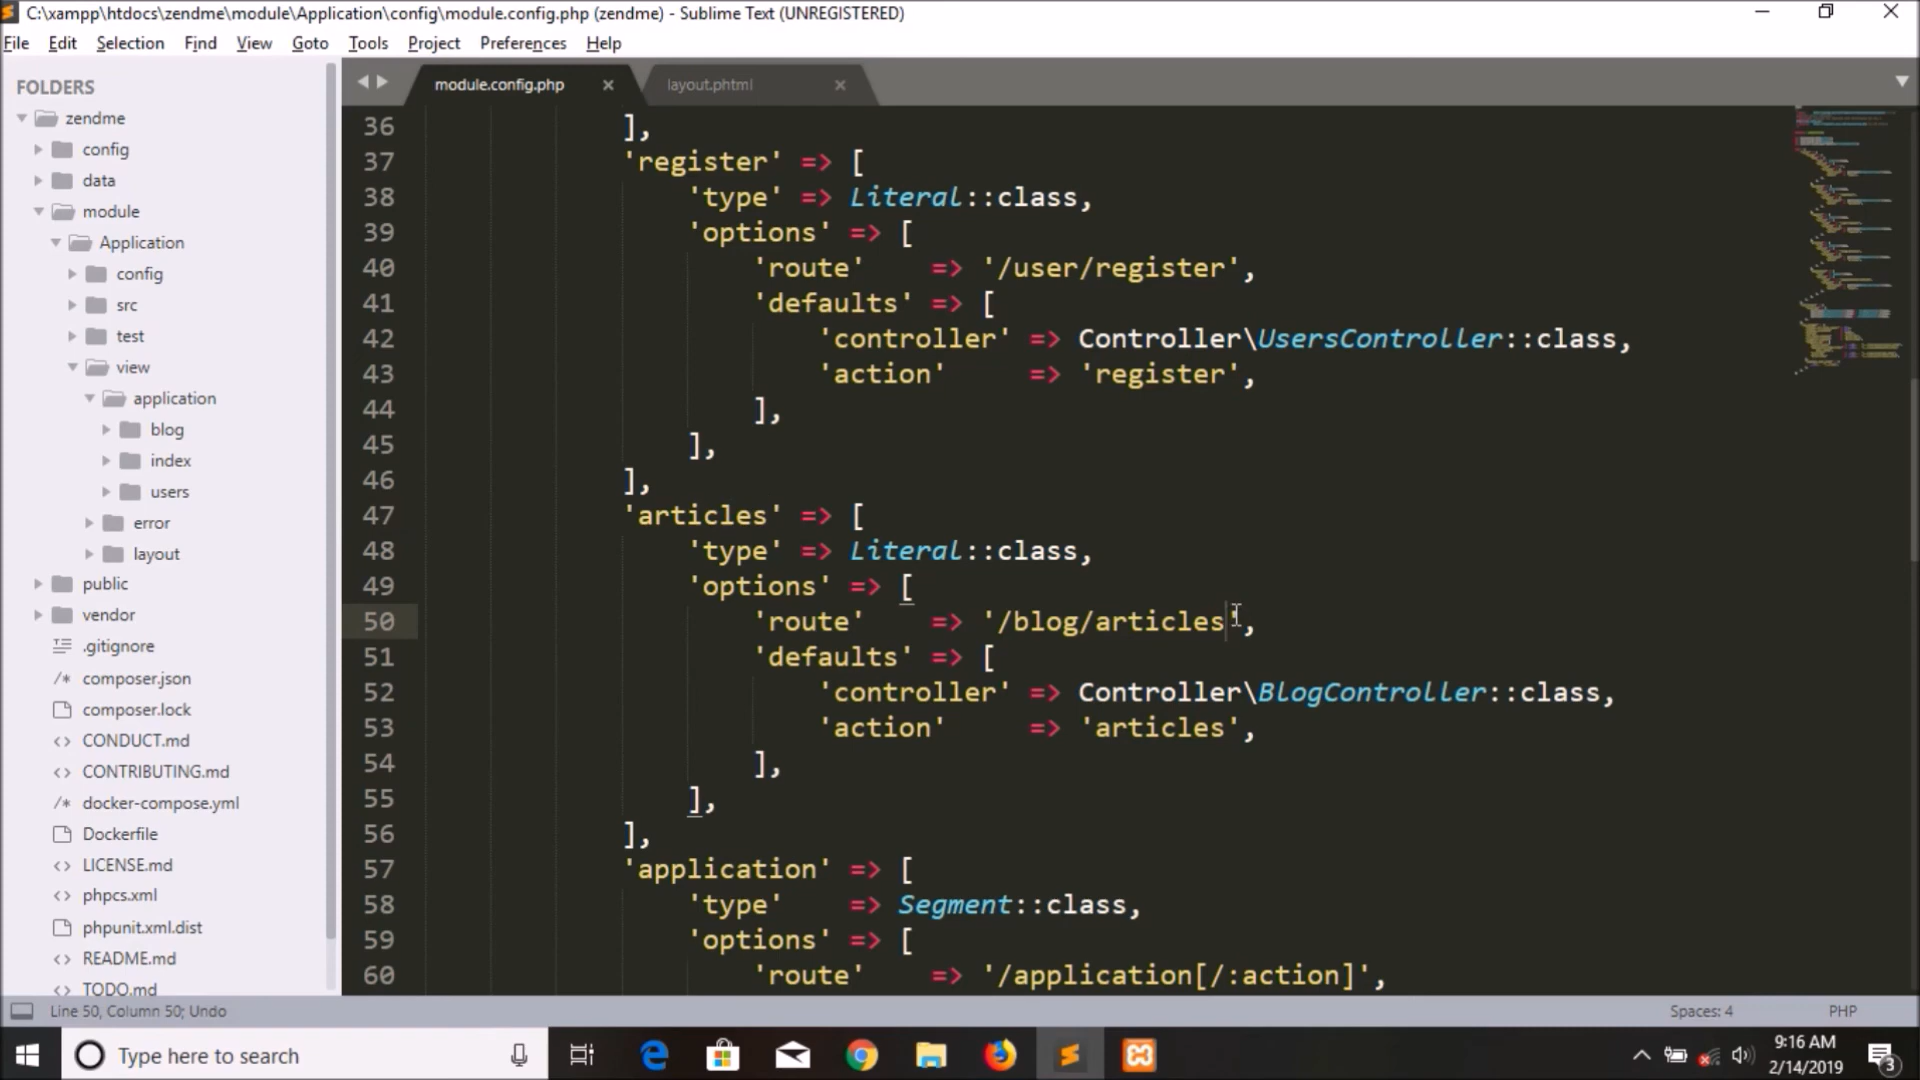 C:\xampp\htdocs\zendme\module\Application\config\module.config.php (zendme) - Sublime Text (UNREGISTERED)
File Edit Selection Find View Goto Tools Project Preferences Help
FOLDERS
zendme
config
data
module
Application
config
src
test
view
application
blog
index
users
error
layout
public
vendor
.gitignore
/* composer.json
composer.lock
<> CONDUCT.md
<> CONTRIBUTING.md
/* docker-compose.yml
Dockerfile
<> LICENSE.md
<> phpcs.xml
phpunit.xml.dist
<> README.md
<> TODO.md
module.config.php × layout.phtml ×
36 ],
37 'register' => [
38 'type' => Literal::class,
39 'options' => [
40 'route' => '/user/register',
41 'defaults' => [
42 'controller' => Controller\UsersController::class,
43 'action' => 'register',
44 ],
45 ],
46 ],
47 'articles' => [
48 'type' => Literal::class,
49 'options' => [
50 'route' => '/blog/articles',
51 'defaults' => [
52 'controller' => Controller\BlogController::class,
53 'action' => 'articles',
54 ],
55 ],
56 ],
57 'application' => [
58 'type' => Segment::class,
59 'options' => [
60 'route' => '/application[/:action]',
Line 50, Column 50; Undo Spaces: 4 PHP
Type here to search
9:16 AM
2/14/2019
3